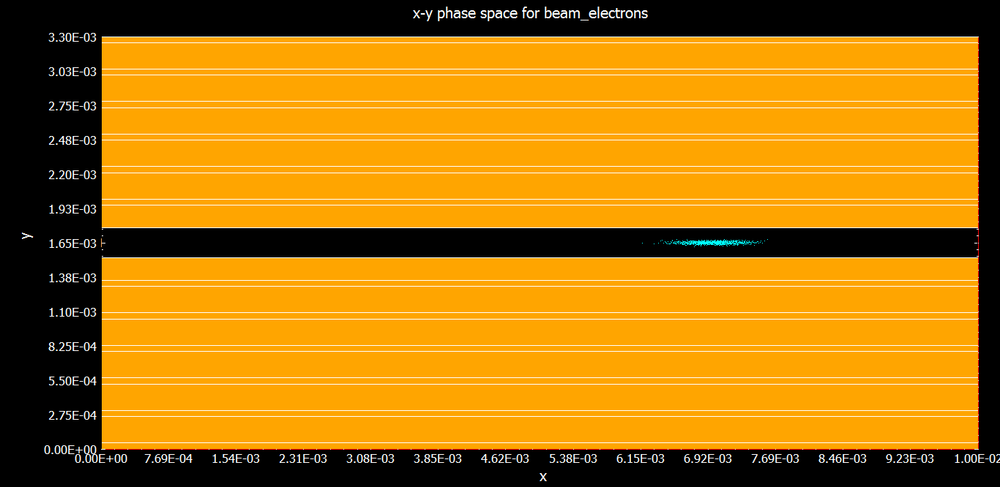 x-y phase space for beam_electrons
3.30E-03
3.03E-03
2.75E-03
2.48E-03
2.20E-03
1.93E-03
y
1.65E-03
1.38E-03
1.10E-03
8.25E-04
5.50E-04
2.75E-04
0.00E+00
0.00E+00 7.69E-04 1.54E-03 2.31E-03 3.08E-03 3.85E-03 4.62E-03 5.38E-03 6.15E-03 6.92E-03 7.69E-03 8.46E-03 9.23E-03 1.00E-02
x